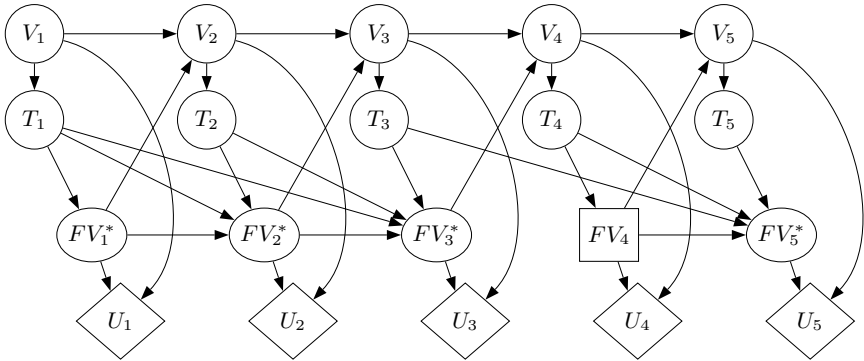 V₁ V₂ V₃ V₄ V₅
T₁ T₂ T₃ T₄ T₅
FV₁* FV₂* FV₃* FV₄ FV₅*
U₁ U₂ U₃ U₄ U₅